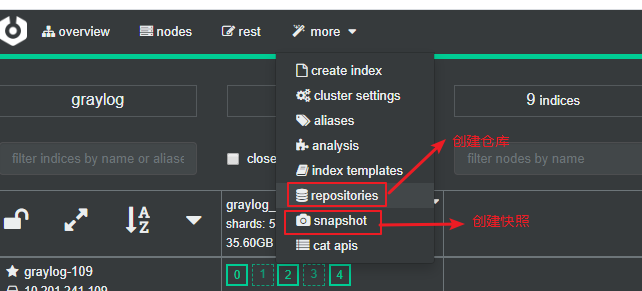 overview nodes rest more
create index
cluster settings
aliases
analysis
index templates
repositories
snapshot
cat apis
创建仓库
创建快照
graylog
9 indices
filter indices by name or aliase
close
filter nodes by name
graylog_
shards: 5
35.60GB
A
Z
graylog-109
10.201.241.109
0 1 2 3 4